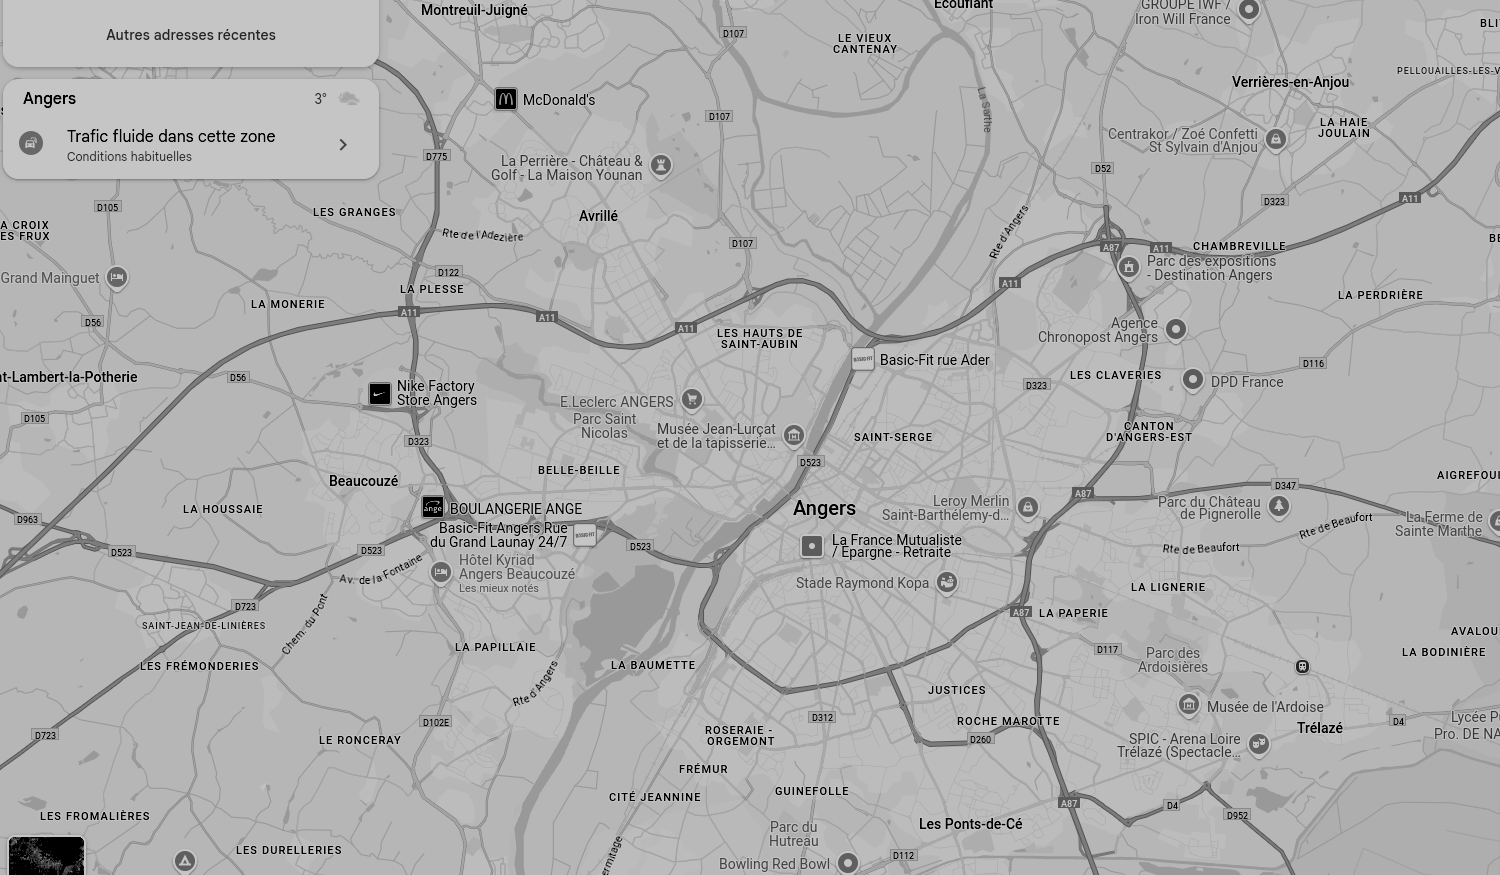 Montreuil-Juigné
Écouflant
GROUPE IWF /
Iron Will France
Autres adresses récentes
D107
LE VIEUX
CANTENAY
Verrières-en-Anjou
Angers
3°
McDonald's
La Sarthe
LA HAIE
JOULAIN
D107
Trafic fluide dans cette zone
Conditions habituelles
Centrakor / Zoé Confetti
St Sylvain d'Anjou
D775
La Perrière - Château &
Golf - La Maison Younan
D52
D105
LES GRANGES
Avrillé
D323
A11
Rte de l'Adezière
D107
Rte d'Angers
A87
A11
CHAMBREVILLE
Parc des expositions
- Destination Angers
Grand Mainguet
D122
LA PLESSE
A11
LA PERDRIÈRE
LA MONERIE
A11
A11
D56
A11
LES HAUTS DE
SAINT-AUBIN
Agence
Chronopost Angers
Basic-Fit rue Ader
D116
nt-Lambert-la-Potherie
D56
LES CLAVERIES
DPD France
Nike Factory
Store Angers
D323
E.Leclerc ANGERS
D105
Parc Saint
Nicolas
Musée Jean-Lurçat
et de la tapisserie...
SAINT-SERGE
CANTON
D'ANGERS-EST
D323
D523
BELLE-BEILLE
AIGREFOUI
Beaucouzé
D347
A87
LA HOUSSAIE
BOULANGERIE ANGE
Angers
Leroy Merlin
Saint-Barthélemy-d...
Parc du Château
de Pignerolle
D963
Basic-Fit Angers Rue
du Grand Launay 24/7
Rte de Beaufort
La Ferme de
Sainte Marthe
D523
D523
D523
La France Mutualiste
/ Epargne - Retraite
Rte de Beaufort
Hôtel Kyriad
Angers Beaucouzé
Les mieux notés
Av. de la Fontaine
Stade Raymond Kopa
LA LIGNERIE
D723
A87
LA PAPERIE
SAINT-JEAN-DE-LINIÈRES
Chem. du Pont
AVALOU
LA PAPILLAIE
D117
LA BODINIÈRE
LES FRÉMONDERIES
LA BAUMETTE
Parc des
Ardoisières
Rte d'Angers
JUSTICES
Musée de l'Ardoise
D102E
D312
ROCHE MAROTTE
D4
Lycée P
Pro. DE NA
Trélazé
D723
LE RONCERAY
ROSERAIE -
ORGEMONT
D260
SPIC - Arena Loire
Trélazé (Spectacle...
FRÉMUR
CITÉ JEANNINE
GUINEFOLLE
A87
D4
D952
LES FROMALIÈRES
Les Ponts-de-Cé
Parc du
Hutreau
LES DURELLERIES
D112
Bowling Red Bowl